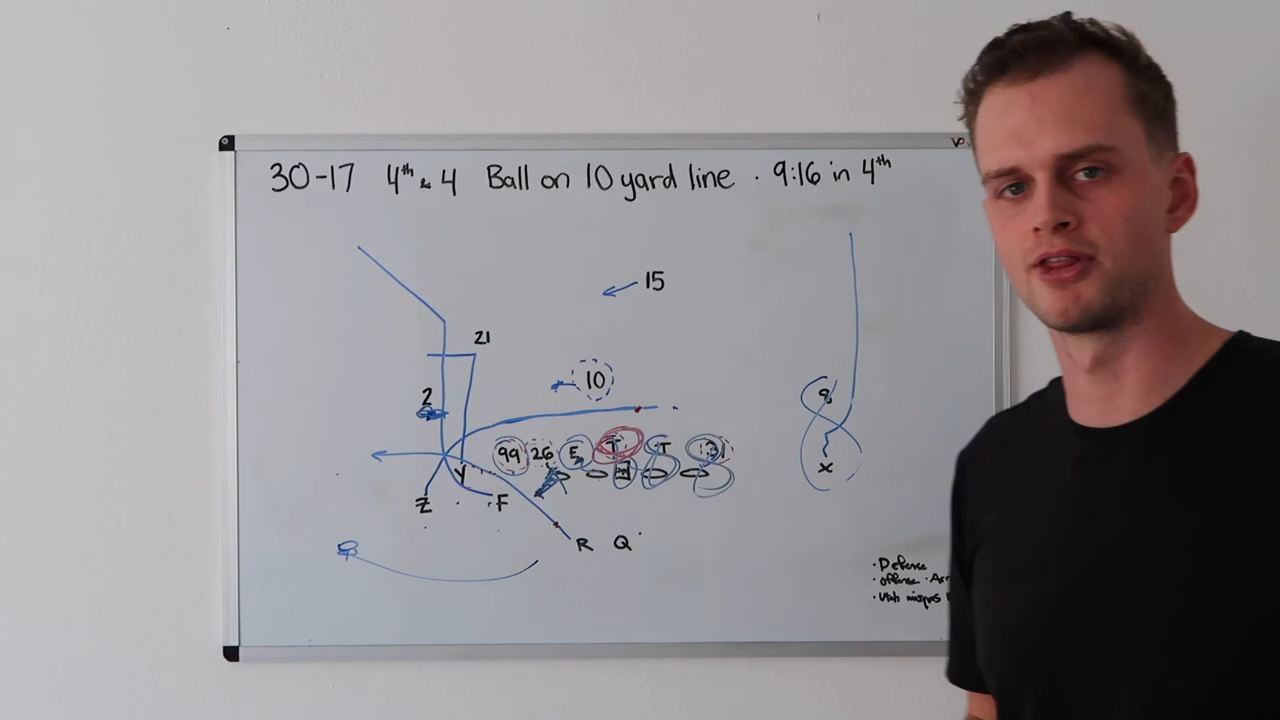 30-17 4th & 4 Ball on 10 yard line . 9:16 in 4th
15
21
10
2
9
99 26 E T T 31
Y X
Z F
R Q
. Defense
. Offense .
. Utah